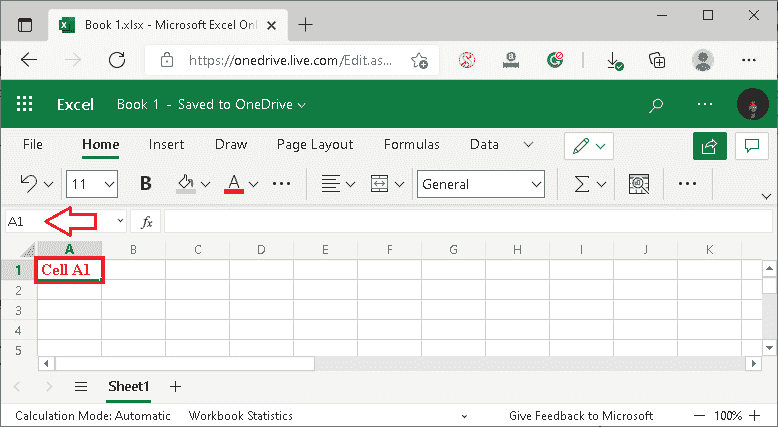 Book 1.xlsx - Microsoft Excel Onl
https://onedrive.live.com/Edit.as...
Excel Book 1 - Saved to OneDrive
File Home Insert Draw Page Layout Formulas Data
11 B A General Σ
A1 fx
A B C D E F G H I J K
1 Cell A1
2
3
4
5
Sheet1
Calculation Mode: Automatic Workbook Statistics Give Feedback to Microsoft 100%